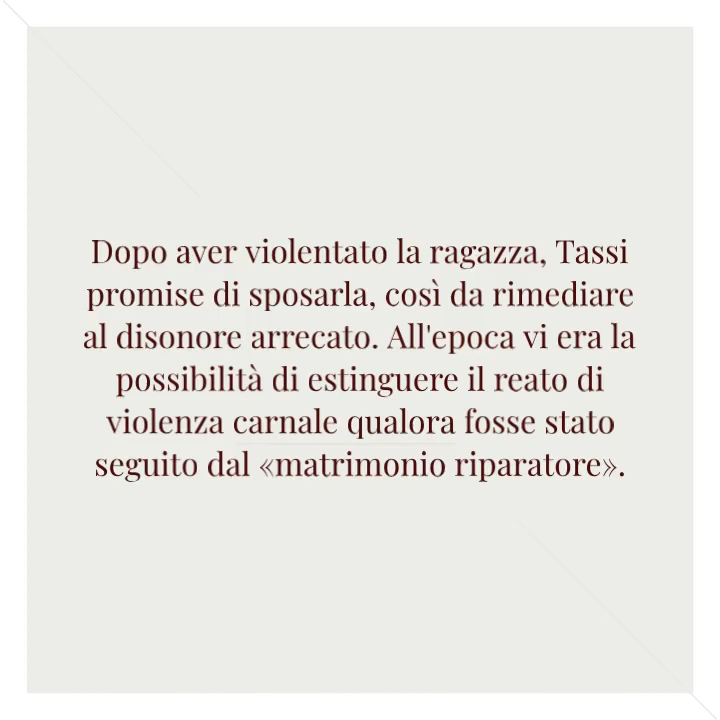 Dopo aver violentato la ragazza, Tassi
promise di sposarla, così da rimediare
al disonore arrecato. All'epoca vi era la
possibilità di estinguere il reato di
violenza carnale qualora fosse stato
seguito dal «matrimonio riparatore».